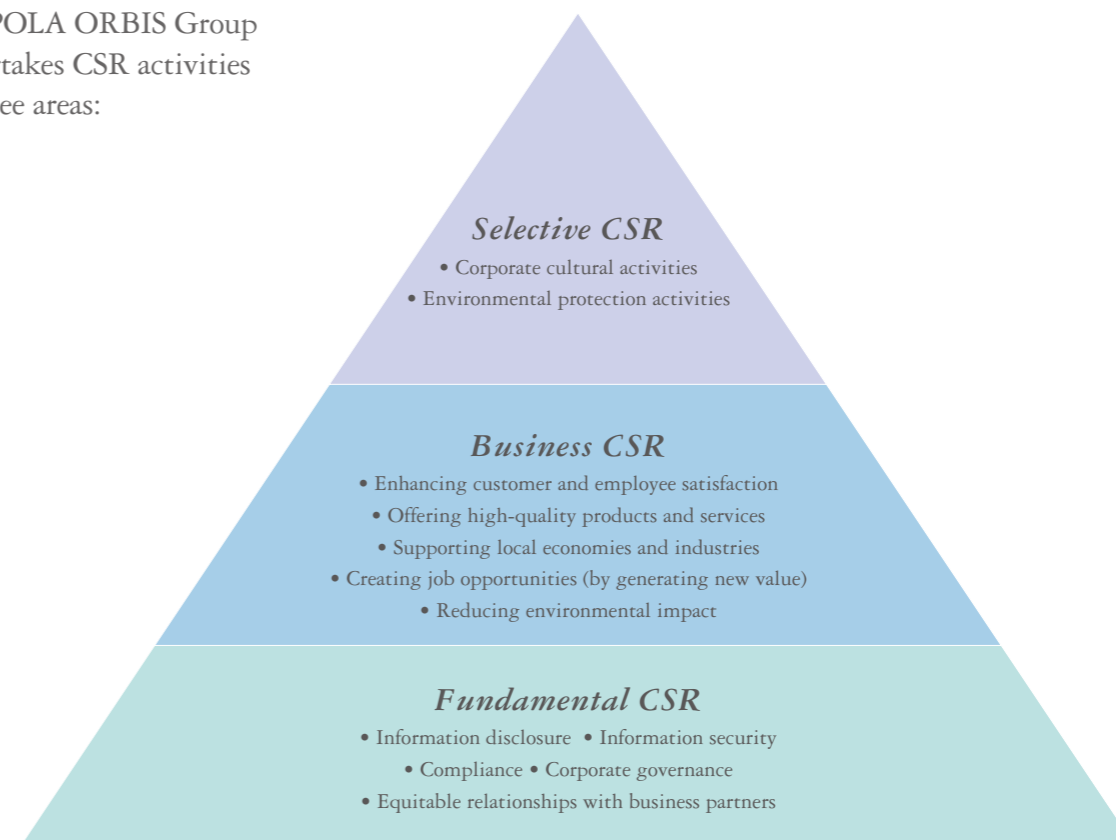 POLA ORBIS Group
takes CSR activities
ee areas:
Selective CSR
• Corporate cultural activities
• Environmental protection activities
Business CSR
• Enhancing customer and employee satisfaction
• Offering high-quality products and services
• Supporting local economies and industries
• Creating job opportunities (by generating new value)
• Reducing environmental impact
Fundamental CSR
• Information disclosure • Information security
• Compliance • Corporate governance
• Equitable relationships with business partners